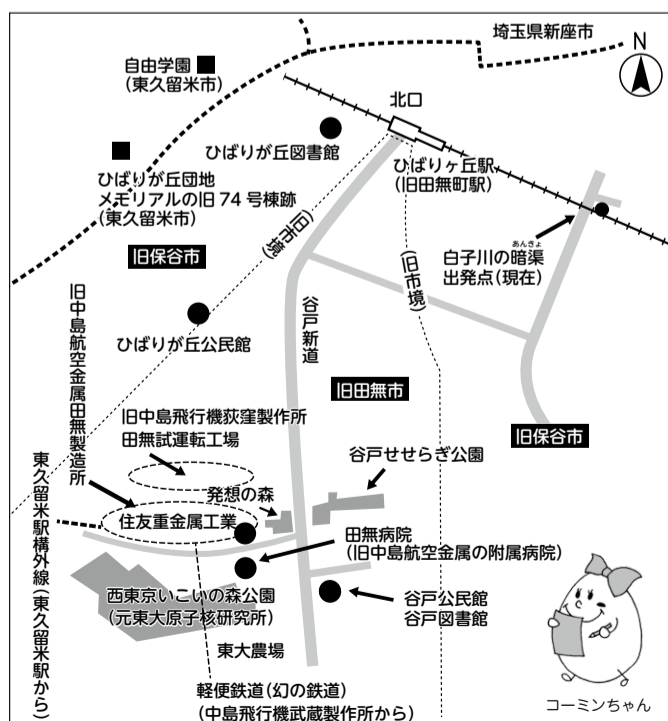 埼玉県新座市
N
自由学園
(東久留米市)
北口
ひばりが丘図書館
ひばりヶ丘駅
(旧田無町駅)
ひばりが丘団地
メモリアルの旧74号棟跡
(東久留米市)
(旧市境)
あんきょ
白子川の暗渠
出発点(現在)
旧保谷市
(旧市境)
旧中島航空金属田無製造所
ひばりが丘公民館
谷戸新道
旧田無市
旧中島飛行機荻窪製作所
田無試運転工場
旧保谷市
谷戸せせらぎ公園
発想の森
住友重金属工業
東久留米駅構外線(東久留米駅から)
田無病院
(旧中島航空金属の附属病院)
西東京いこいの森公園
(元東大原子核研究所)
谷戸公民館
谷戸図書館
東大農場
軽便鉄道(幻の鉄道)
(中島飛行機武蔵製作所から)
コーミンちゃん